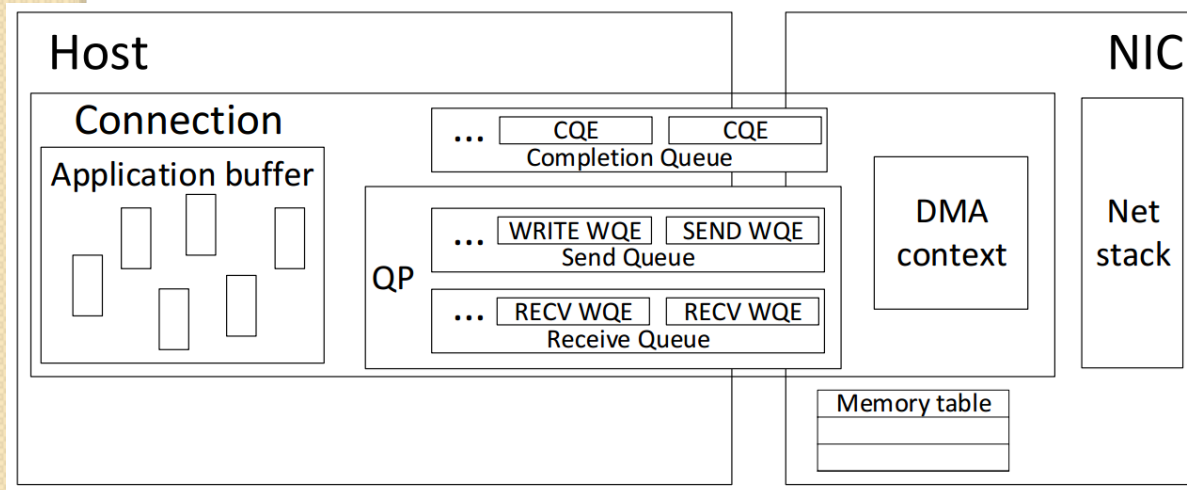 Host
NIC
Connection
Application buffer
... CQE CQE
Completion Queue
QP
... WRITE WQE SEND WQE
Send Queue
... RECV WQE RECV WQE
Receive Queue
DMA
context
Net
stack
Memory table